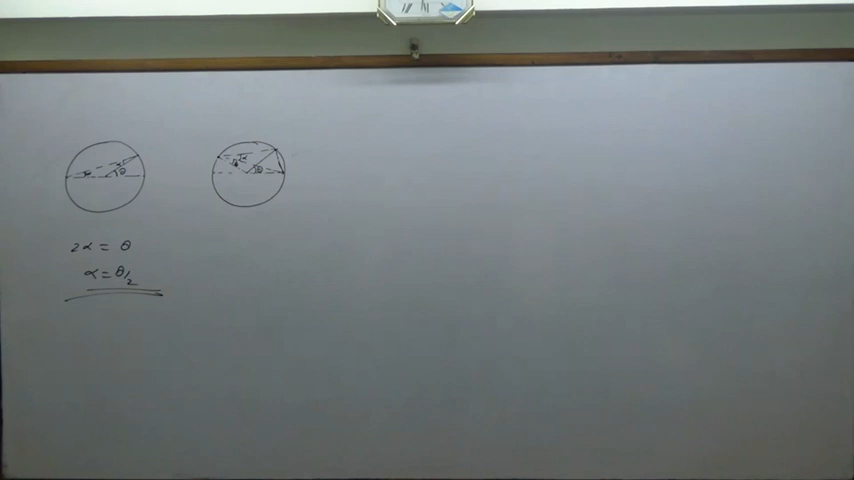 α α θ
α α θ
2α = θ
α = θ/2